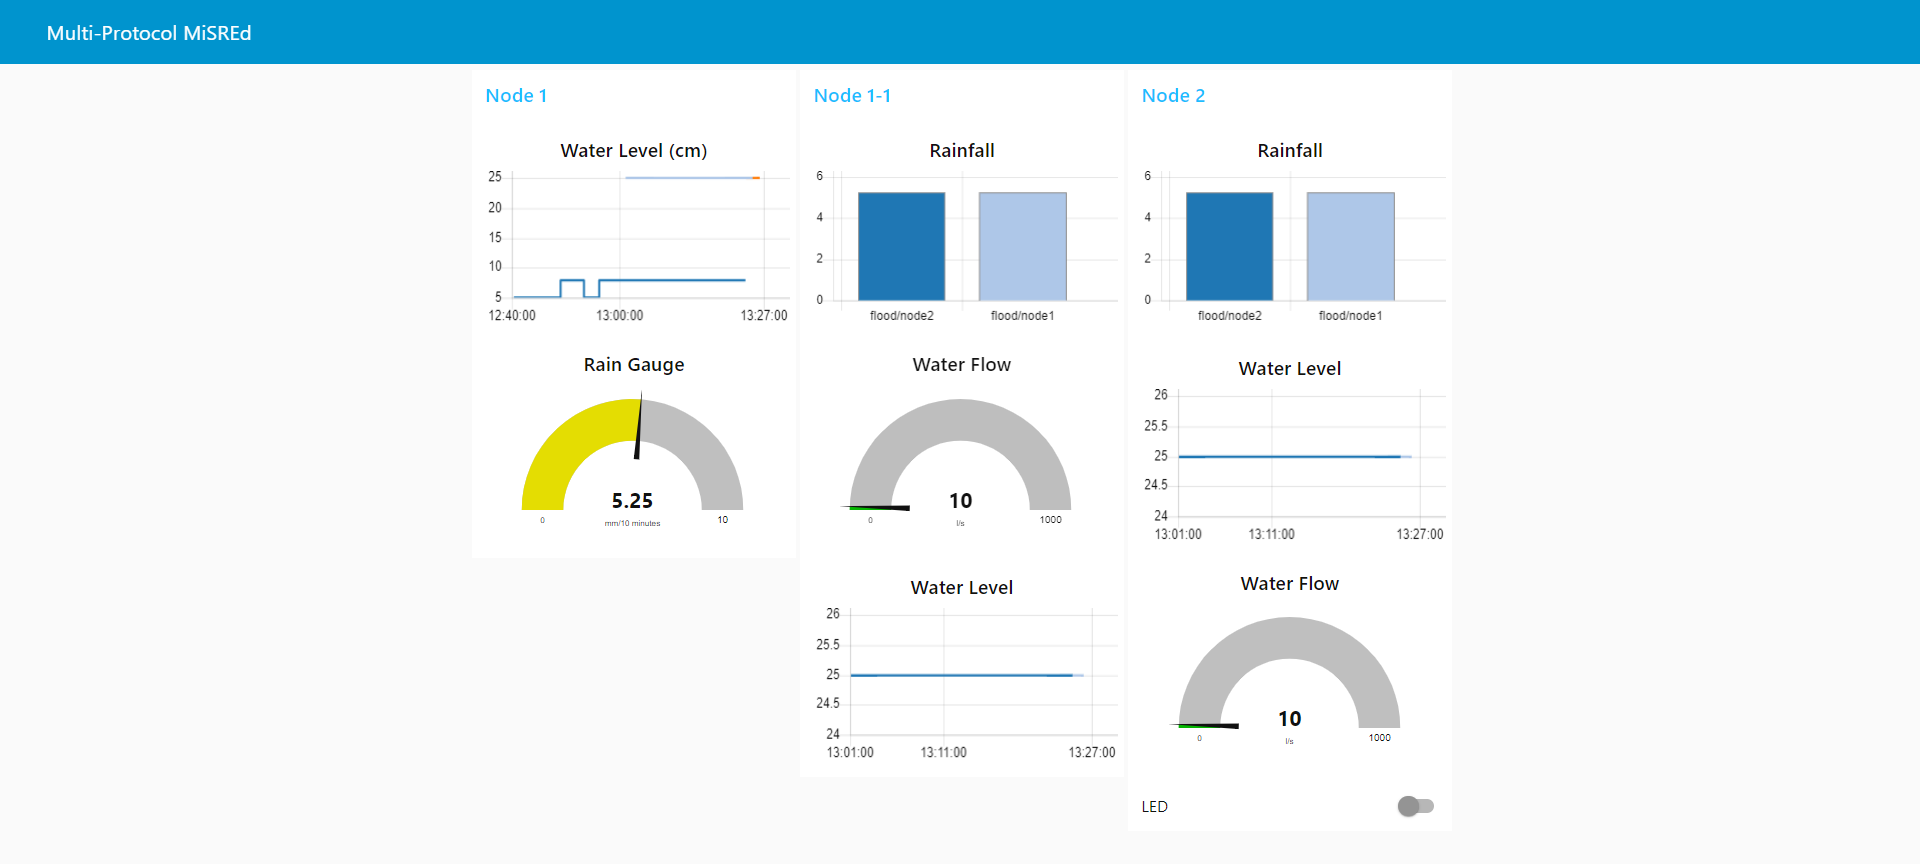 Multi-Protocol MiSREd
Node 1
Water Level (cm)
25
20
15
10
5
12:40:00 13:00:00 13:27:00
Rain Gauge
5.25
mm/10 minutes
0 10
Node 1-1
Rainfall
6
4
2
0
flood/node2 flood/node1
Water Flow
10
l/s
0 1000
Water Level
26
25.5
25
24.5
24
13:01:00 13:11:00 13:27:00
Node 2
Rainfall
6
4
2
0
flood/node2 flood/node1
Water Level
26
25.5
25
24.5
24
13:01:00 13:11:00 13:27:00
Water Flow
10
l/s
0 1000
LED